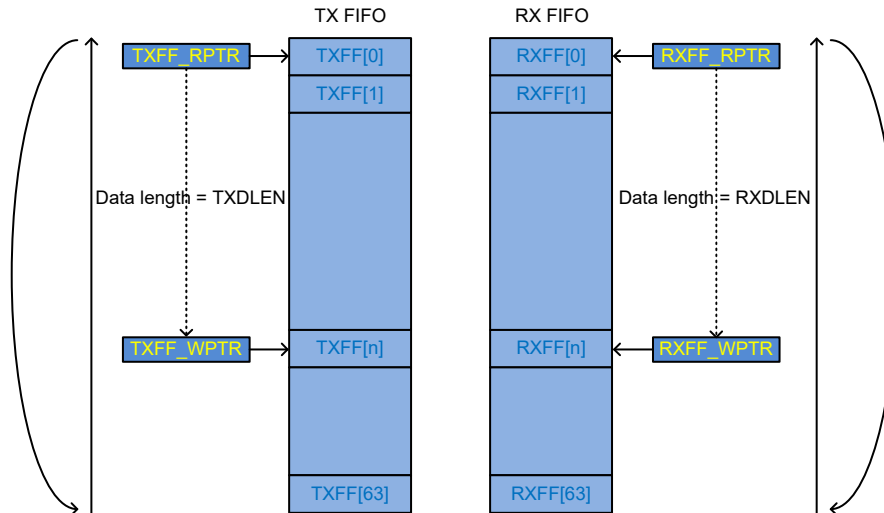 TX FIFO
RX FIFO
TXFF_RPTR
TXFF[0]
RXFF[0]
RXFF_RPTR
TXFF[1]
RXFF[1]
Data length = TXDLEN
Data length = RXDLEN
TXFF_WPTR
TXFF[n]
RXFF[n]
RXFF_WPTR
TXFF[63]
RXFF[63]